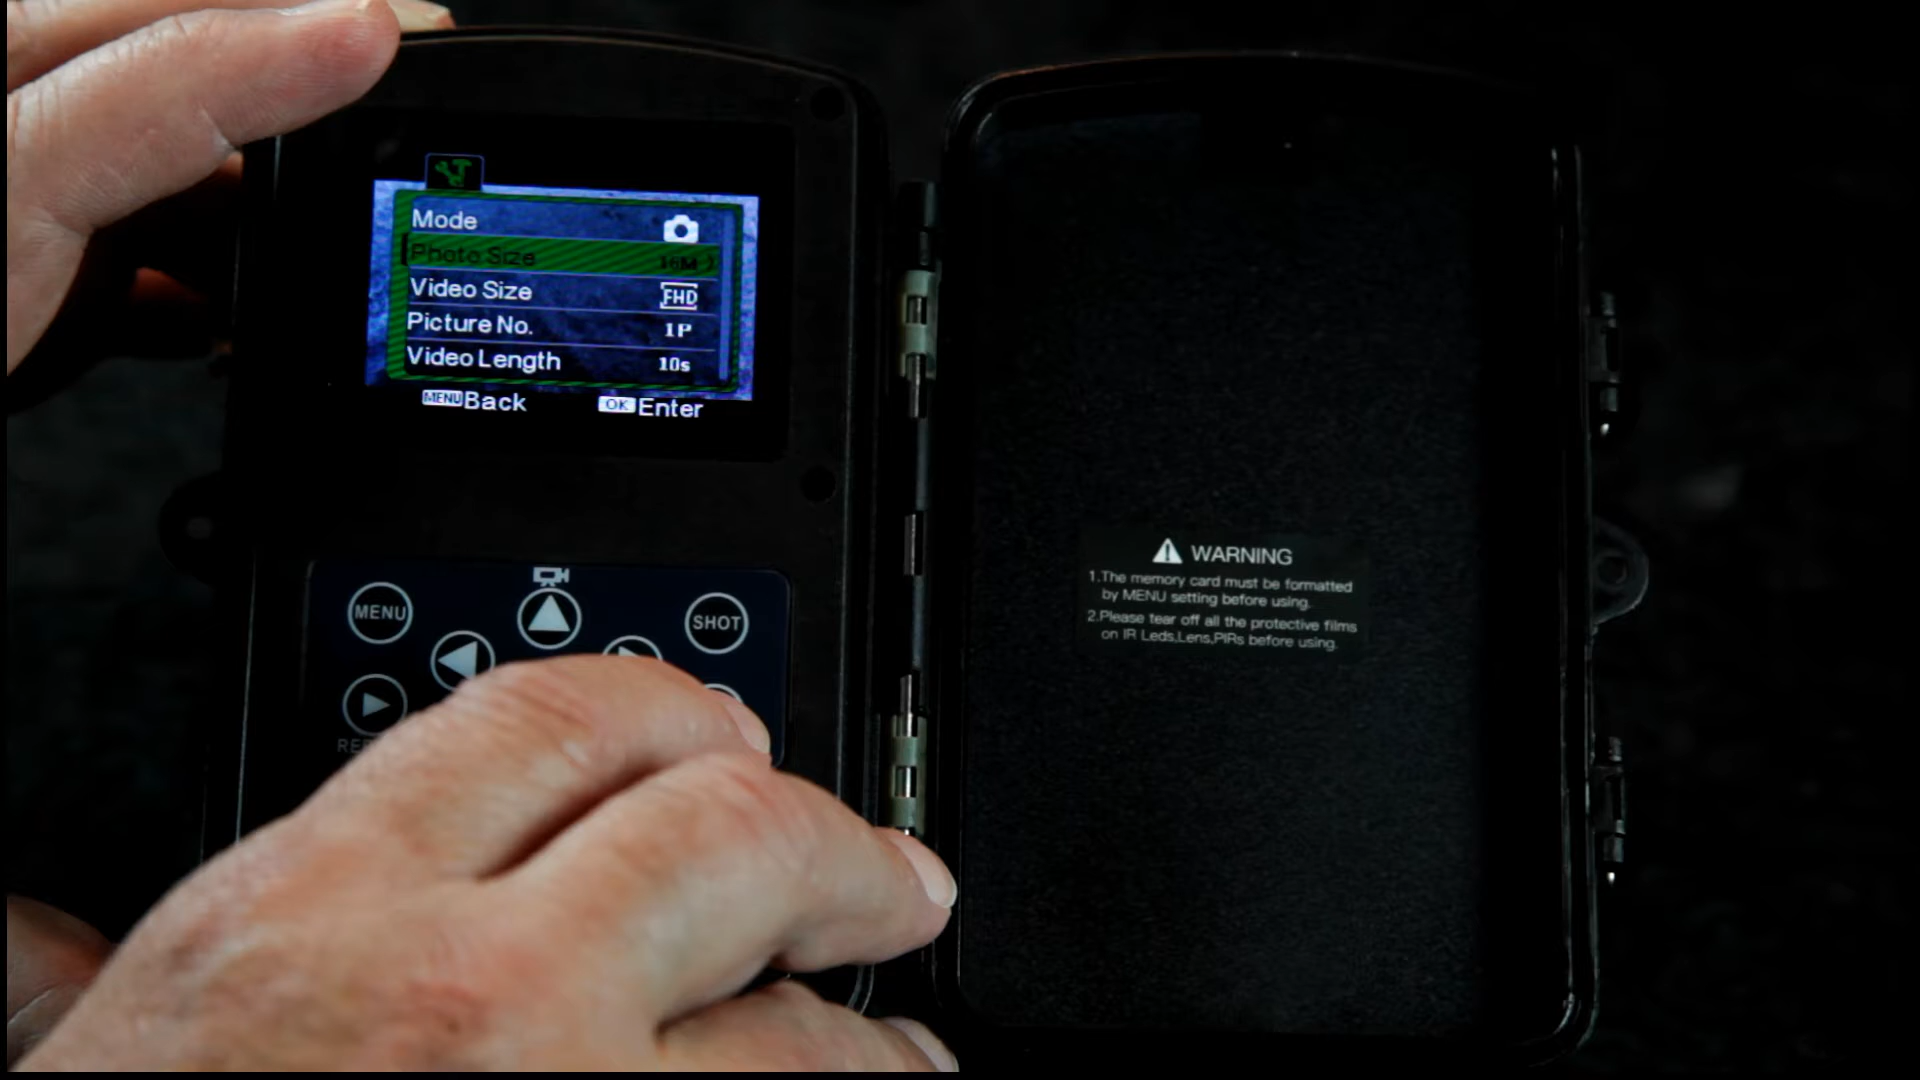 Mode
Photo Size 16M
Video Size FHD
Picture No. 1P
Video Length 10s
MENU Back OK Enter
MENU
SHOT
WARNING
1.The memory card must be formatted
by MENU setting before using.
2.Please tear off all the protective films
on IR Leds,Lens,PIRs before using.